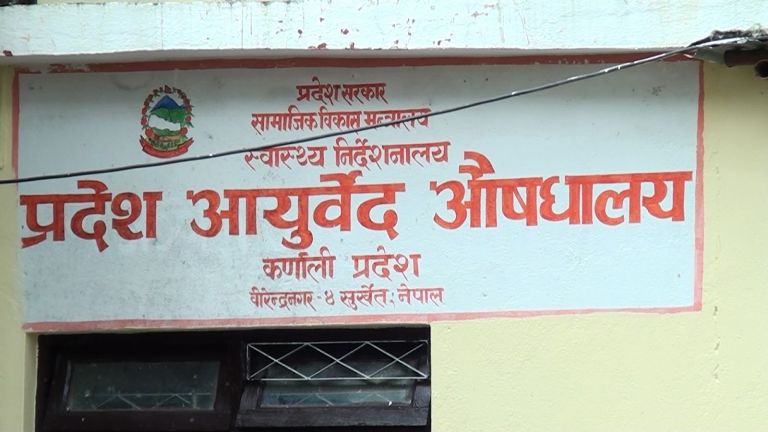 प्रदेश सरकार
सामाजिक विकास मन्त्रालय
स्वास्थ्य निर्देशनालय
प्रदेश आयुर्वेद औषधालय
कर्णाली प्रदेश
वीरेन्द्रनगर-४ सुर्खेत, नेपाल